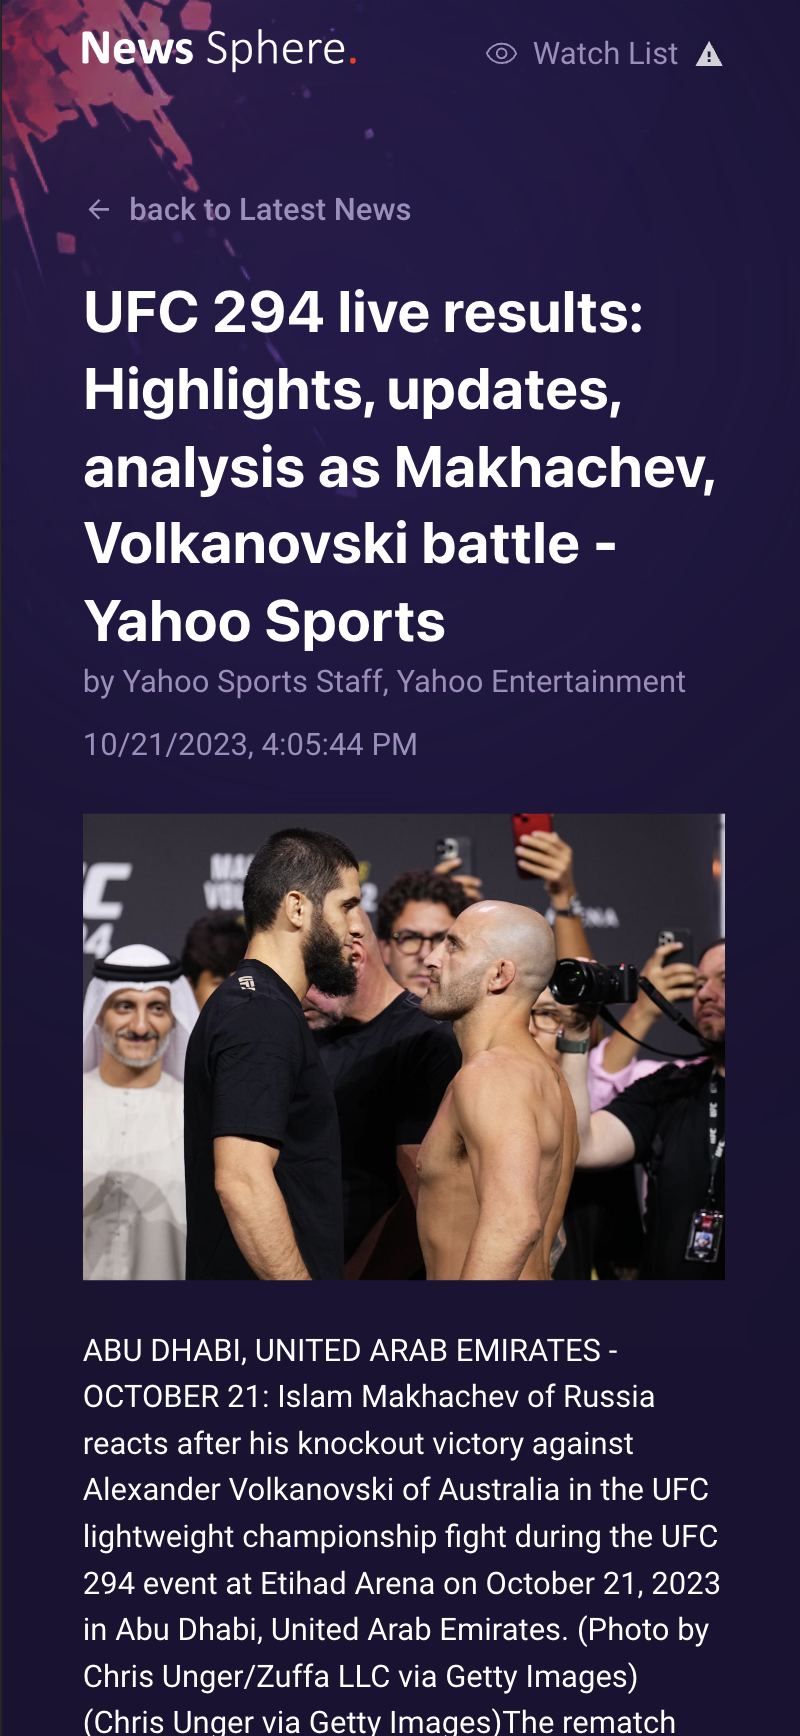 News Sphere.
Watch List
back to Latest News
UFC 294 live results:
Highlights, updates,
analysis as Makhachev,
Volkanovski battle -
Yahoo Sports
by Yahoo Sports Staff, Yahoo Entertainment
10/21/2023, 4:05:44 PM
ABU DHABI, UNITED ARAB EMIRATES -
OCTOBER 21: Islam Makhachev of Russia
reacts after his knockout victory against
Alexander Volkanovski of Australia in the UFC
lightweight championship fight during the UFC
294 event at Etihad Arena on October 21, 2023
in Abu Dhabi, United Arab Emirates. (Photo by
Chris Unger/Zuffa LLC via Getty Images)
(Chris Unger via Getty Images)The rematch